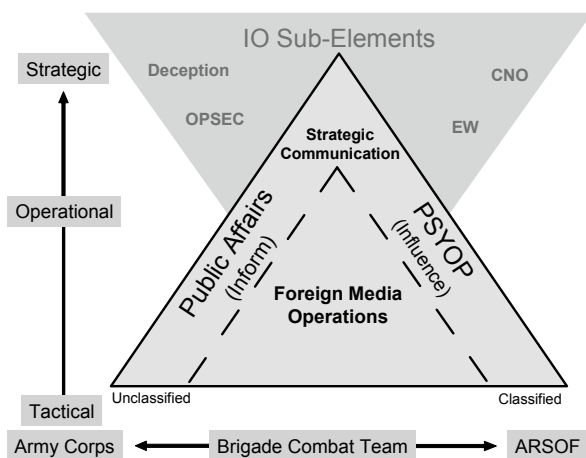 IO Sub-Elements
Strategic
Deception
CNO
OPSEC
EW
Strategic
Communication
Operational
Public Affairs
(Inform)
PSYOP
(Influence)
Foreign Media
Operations
Unclassified
Classified
Tactical
Army Corps
Brigade Combat Team
ARSOF